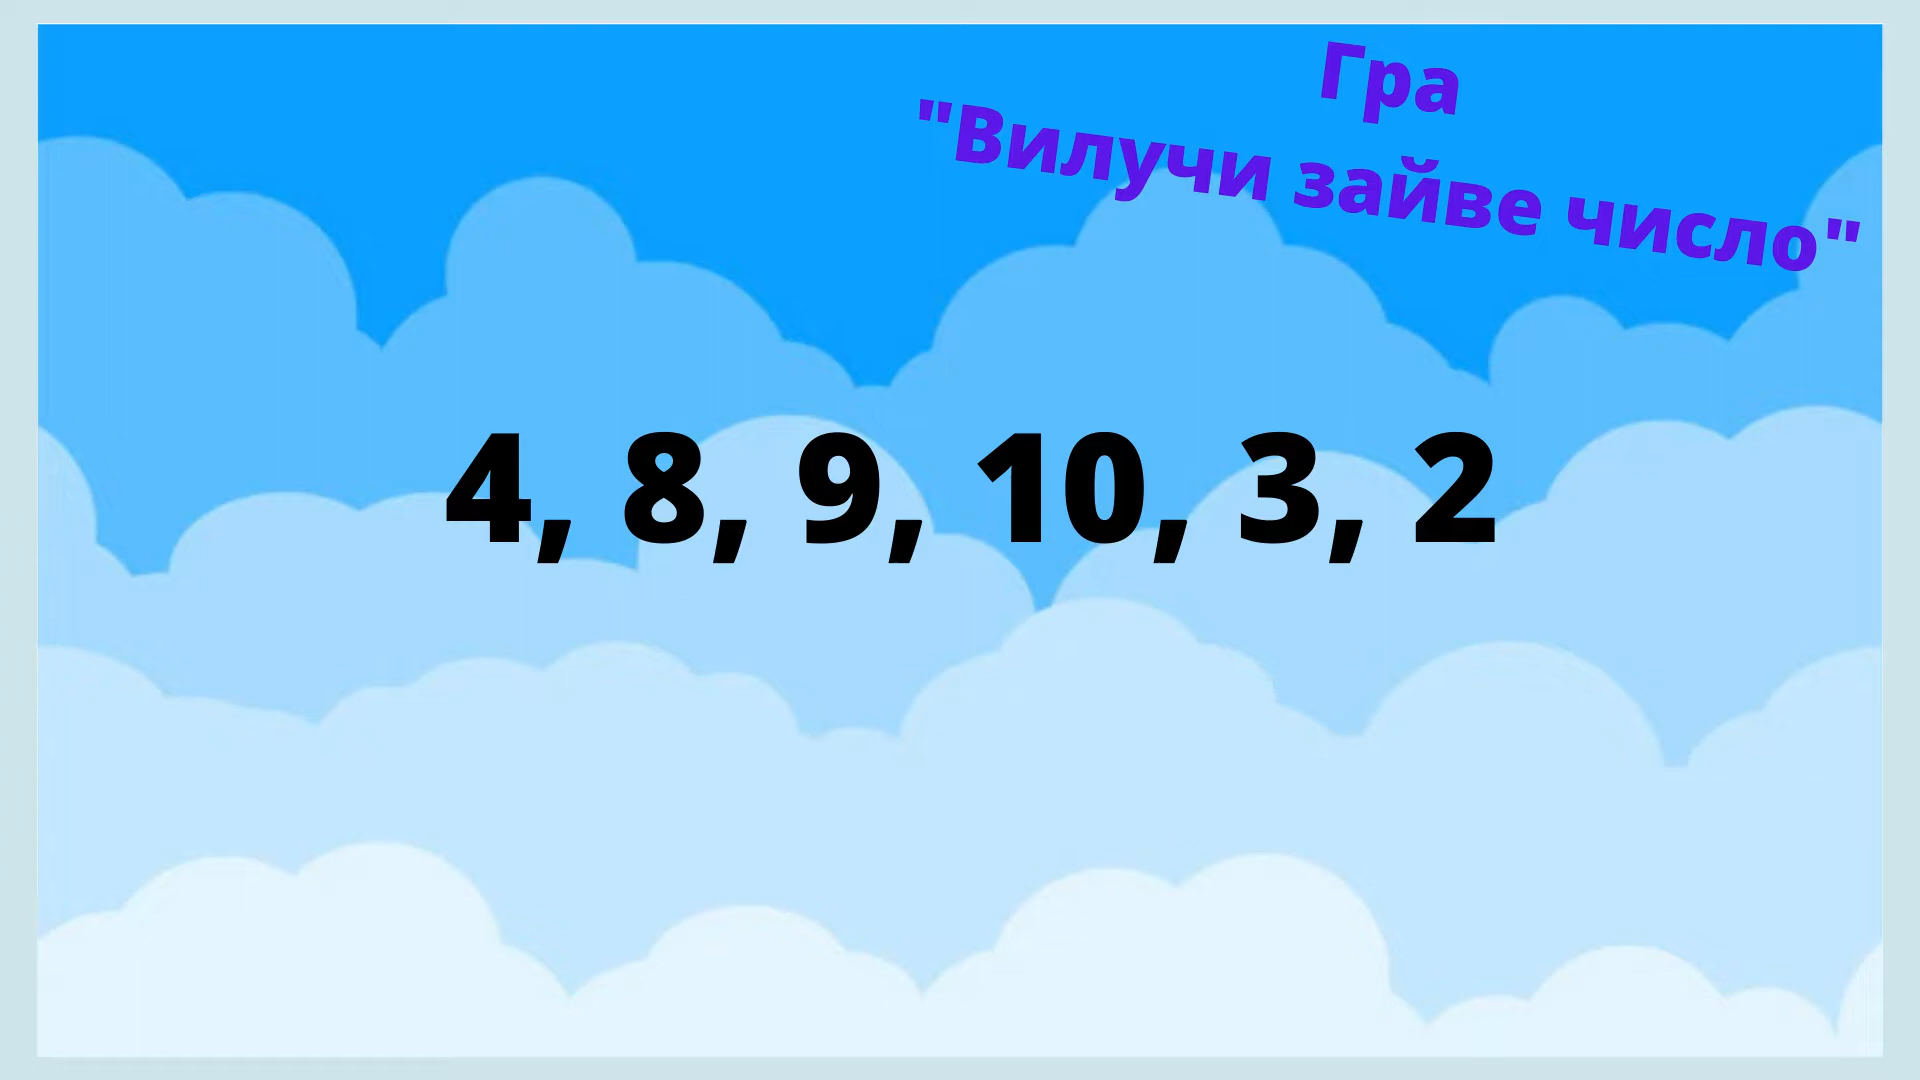 Гра
"Вилучи зайве число"
4, 8, 9, 10, 3, 2